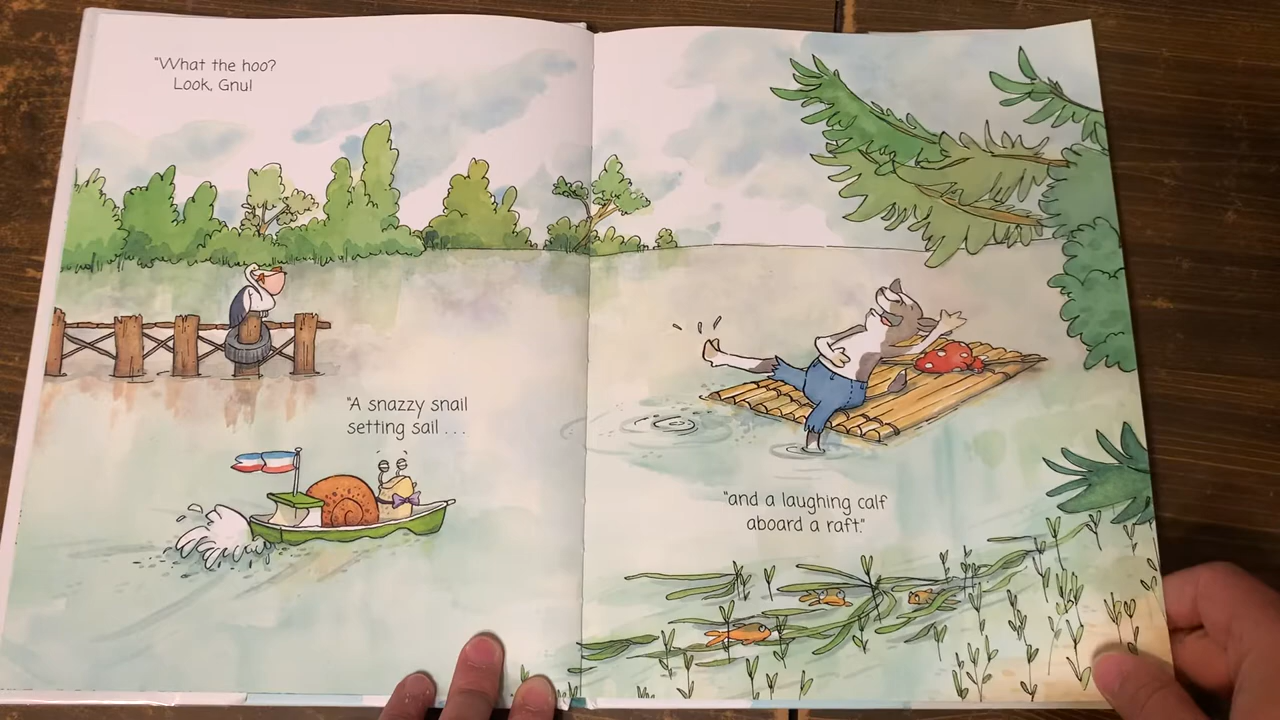 "What the hoo?
Look, Gnu!
"A snazzy snail
setting sail . . .
"and a laughing calf
aboard a raft."